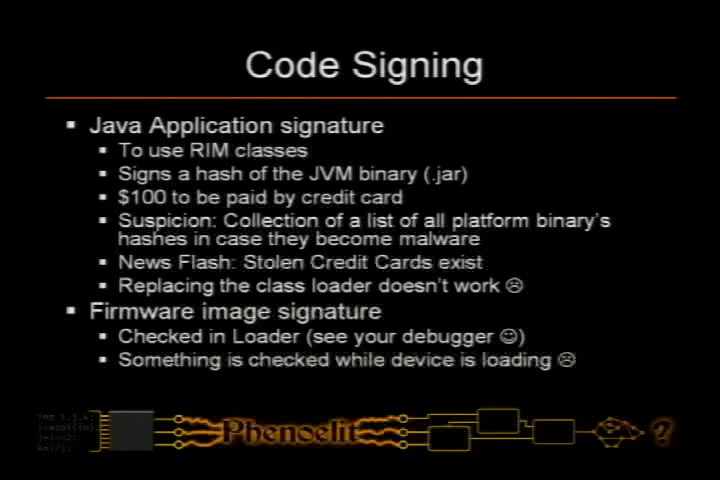 Code Signing
▪ Java Application signature
▪ To use RIM classes
▪ Signs a hash of the JVM binary (.jar)
▪ $100 to be paid by credit card
▪ Suspicion: Collection of a list of all platform binary's
hashes in case they become malware
▪ News Flash: Stolen Credit Cards exist
▪ Replacing the class loader doesn't work ☹
▪ Firmware image signature
▪ Checked in Loader (see your debugger ☺)
▪ Something is checked while device is loading ☹
Phenoelit ?